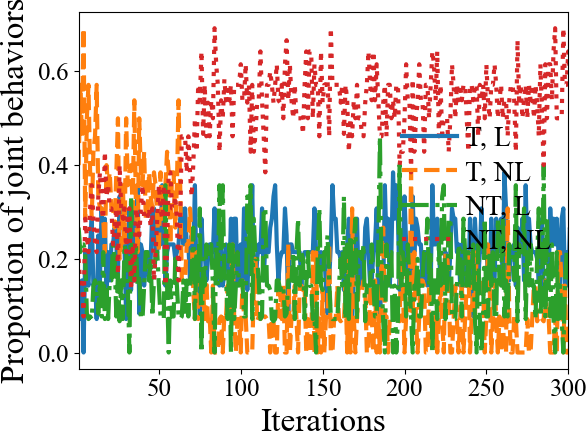 Proportion of joint behaviors
0.6
0.4
0.2
0.0
T, L
T, NL
NT, L
NT, NL
50 100 150 200 250 300
Iterations